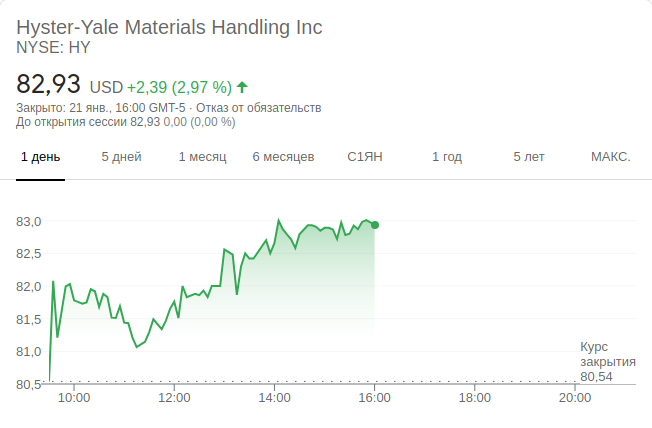 Hyster-Yale Materials Handling Inc
NYSE: HY
82,93 USD +2,39 (2,97 %)
Закрыто: 21 янв., 16:00 GMT-5 · Отказ от обязательств
До открытия сессии 82,93 0,00 (0,00 %)
1 день 5 дней 1 месяц 6 месяцев С1ЯН 1 год 5 лет МАКС.
83,0
82,5
82,0
81,5
81,0
Курс
закрытия
80,54
80,5
10:00 12:00 14:00 16:00 18:00 20:00